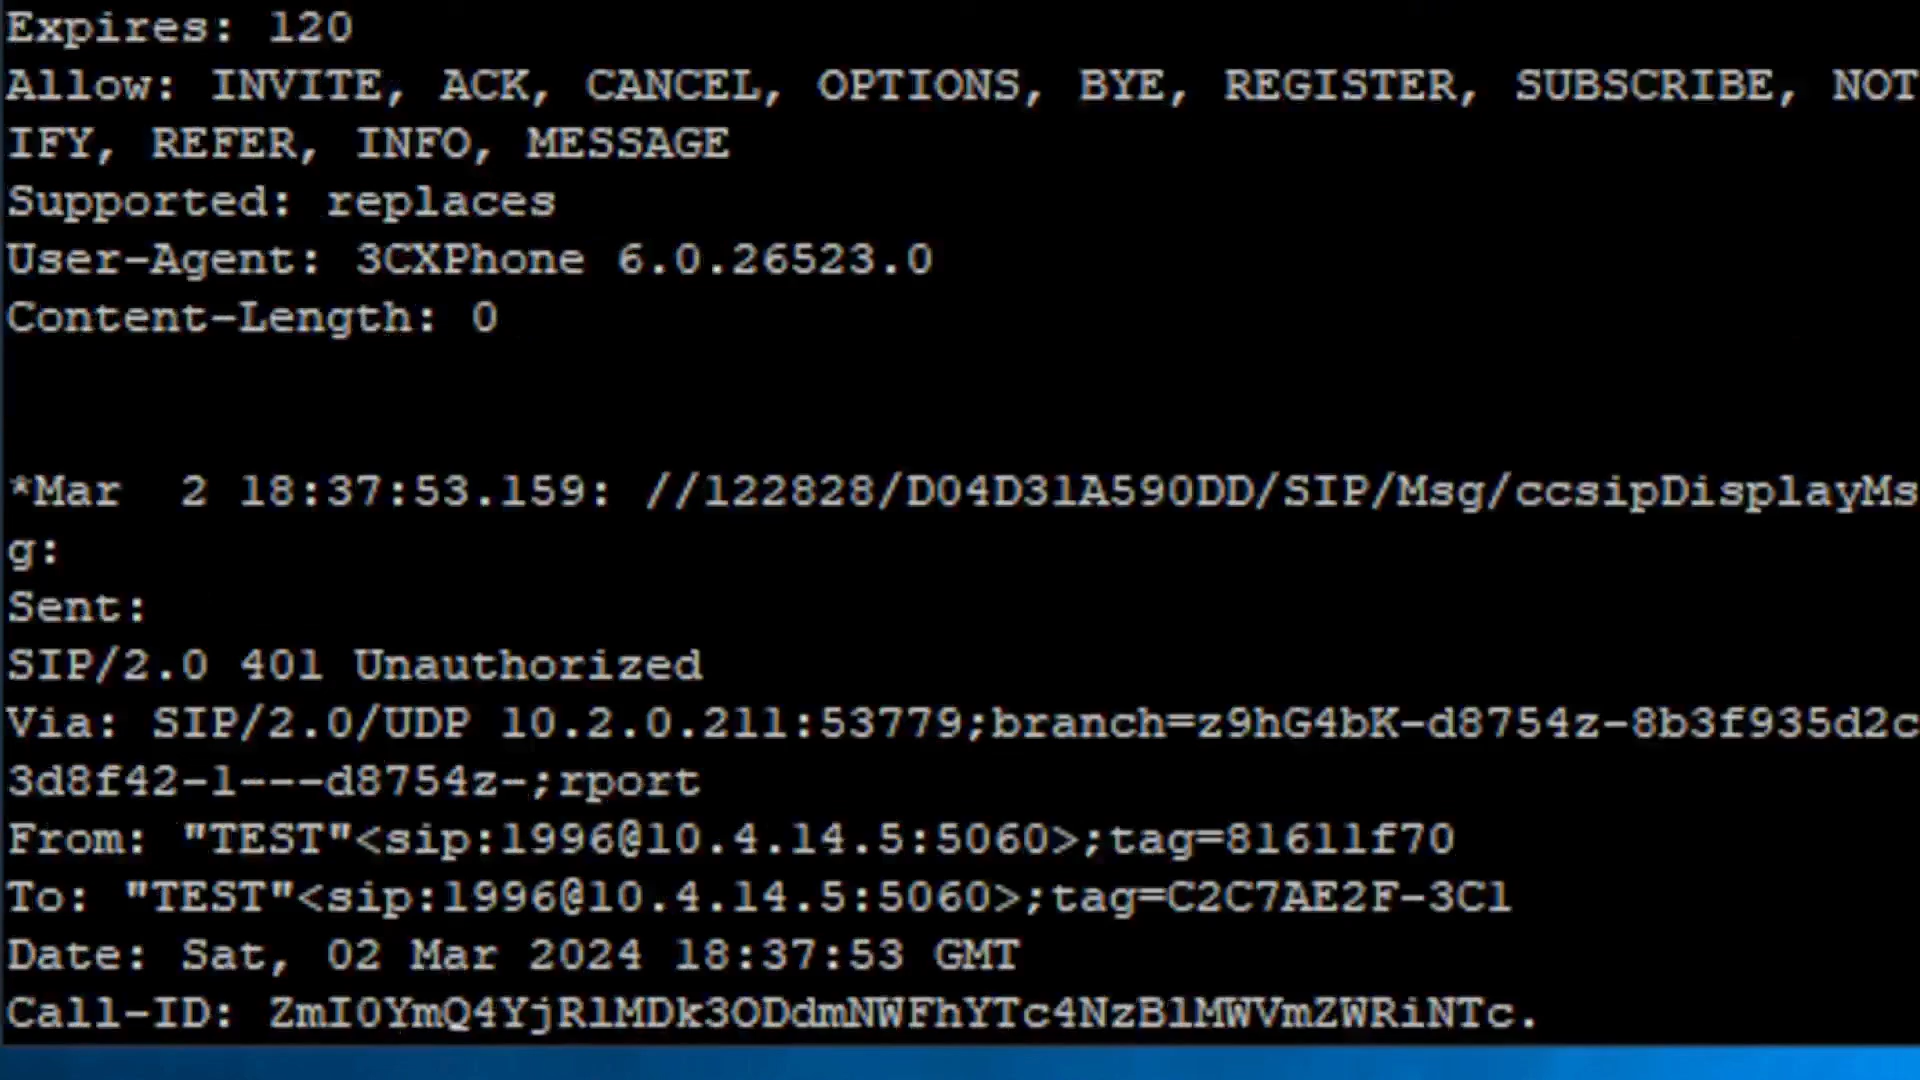 Expires: 120
Allow: INVITE, ACK, CANCEL, OPTIONS, BYE, REGISTER, SUBSCRIBE, NOT
IFY, REFER, INFO, MESSAGE
Supported: replaces
User-Agent: 3CXPhone 6.0.26523.0
Content-Length: 0
*Mar  2 18:37:53.159: //122828/D04D31A590DD/SIP/Msg/ccsipDisplayMs
g:
Sent:
SIP/2.0 401 Unauthorized
Via: SIP/2.0/UDP 10.2.0.211:53779;branch=z9hG4bK-d8754z-8b3f935d2c
3d8f42-1---d8754z-;rport
From: "TEST"<sip:1996@10.4.14.5:5060>;tag=81611f70
To: "TEST"<sip:1996@10.4.14.5:5060>;tag=C2C7AE2F-3C1
Date: Sat, 02 Mar 2024 18:37:53 GMT
Call-ID: ZmI0YmQ4YjRlMDk3ODdmNWFhYTc4NzBlMWVmZWRiNTc.